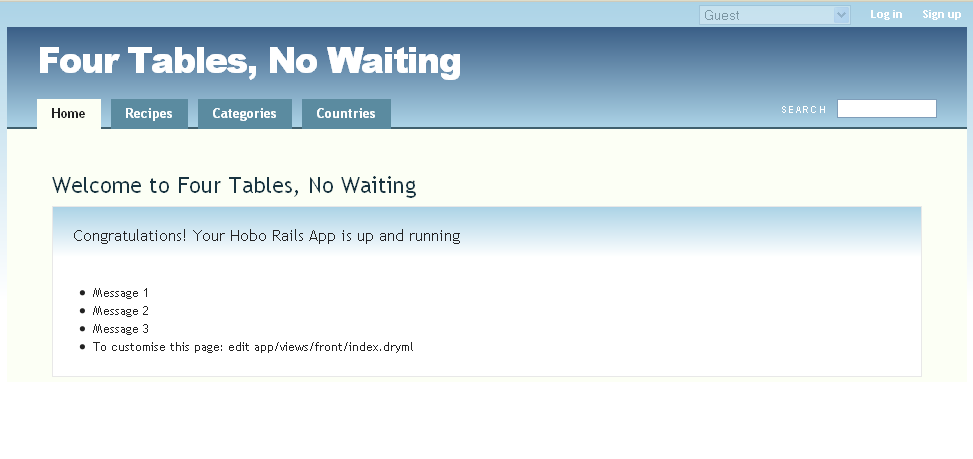 Guest Log in Sign up
Four Tables, No Waiting
Home Recipes Categories Countries SEARCH
Welcome to Four Tables, No Waiting
Congratulations! Your Hobo Rails App is up and running
Message 1
Message 2
Message 3
To customise this page: edit app/views/front/index.dryml